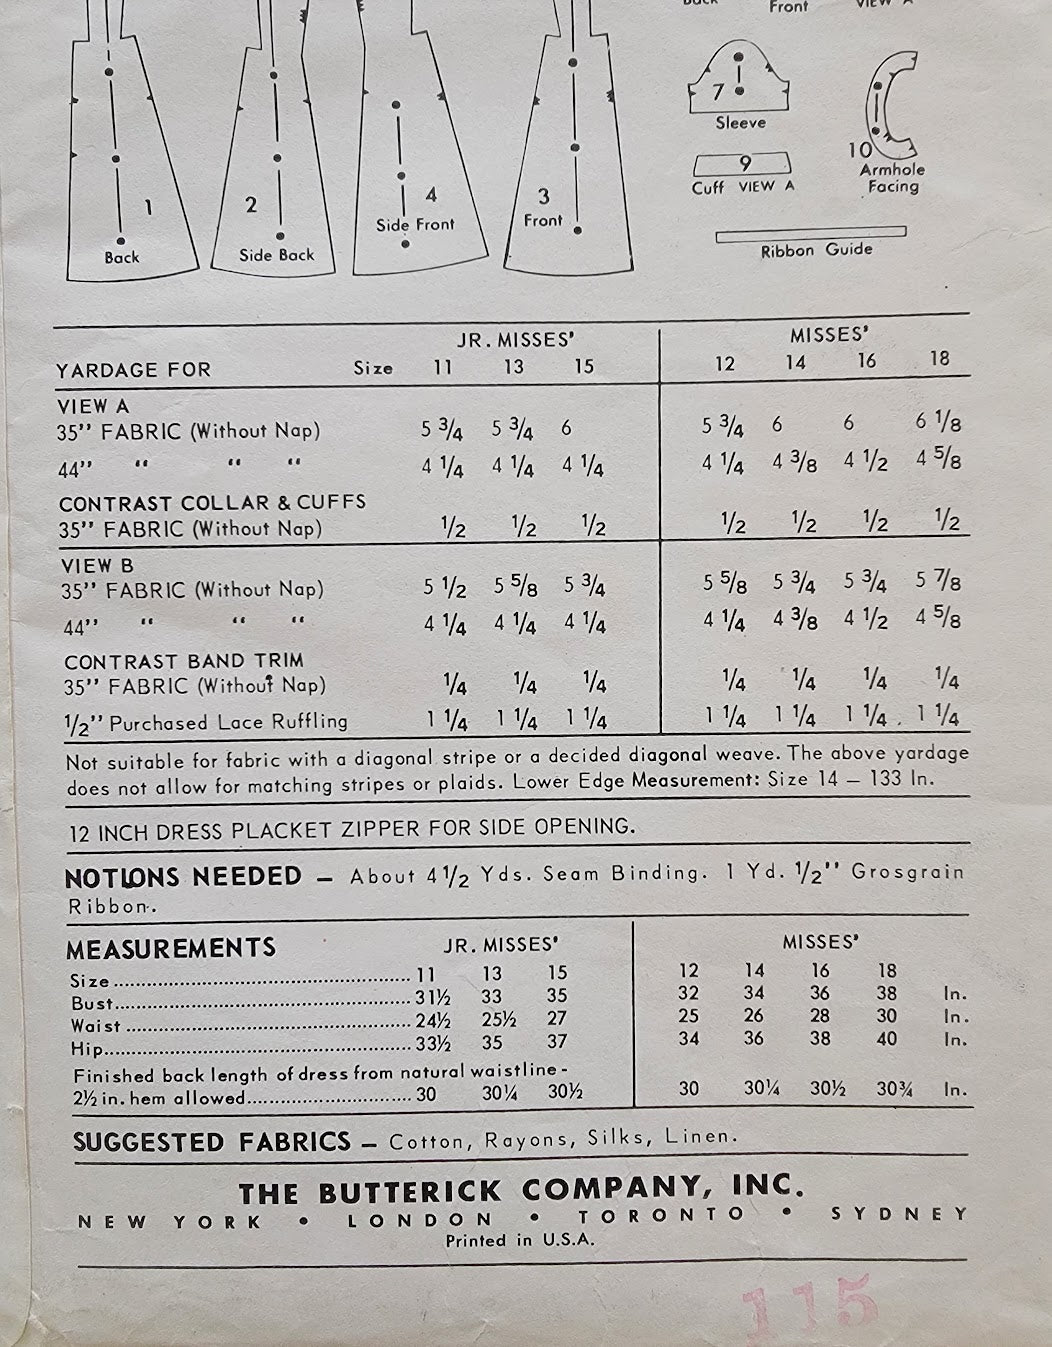 Back Front VIEW A
1
Back
2
Side Back
4
Side Front
3
Front
7
Sleeve
9
Cuff VIEW A
10
Armhole
Facing
Ribbon Guide
JR. MISSES' MISSES'
YARDAGE FOR Size 11 13 15 12 14 16 18
VIEW A
35" FABRIC (Without Nap) 5 3/4 5 3/4 6 5 3/4 6 6 6 1/8
44" " " " 4 1/4 4 1/4 4 1/4 4 1/4 4 3/8 4 1/2 4 5/8
CONTRAST COLLAR & CUFFS
35" FABRIC (Without Nap) 1/2 1/2 1/2 1/2 1/2 1/2 1/2
VIEW B
35" FABRIC (Without Nap) 5 1/2 5 5/8 5 3/4 5 5/8 5 3/4 5 3/4 5 7/8
44" " " " 4 1/4 4 1/4 4 1/4 4 1/4 4 3/8 4 1/2 4 5/8
CONTRAST BAND TRIM
35" FABRIC (Without Nap) 1/4 1/4 1/4 1/4 1/4 1/4 1/4
1/2" Purchased Lace Ruffling 1 1/4 1 1/4 1 1/4 1 1/4 1 1/4 1 1/4 1 1/4
Not suitable for fabric with a diagonal stripe or a decided diagonal weave. The above yardage
does not allow for matching stripes or plaids. Lower Edge Measurement: Size 14 – 133 In.
12 INCH DRESS PLACKET ZIPPER FOR SIDE OPENING.
NOTIONS NEEDED – About 4 1/2 Yds. Seam Binding. 1 Yd. 1/2" Grosgrain
Ribbon.
MEASUREMENTS JR. MISSES' MISSES'
Size 11 13 15 12 14 16 18
Bust 31½ 33 35 32 34 36 38 In.
Waist 24½ 25½ 27 25 26 28 30 In.
Hip 33½ 35 37 34 36 38 40 In.
Finished back length of dress from natural waistline -
2½ in. hem allowed 30 30¼ 30½ 30 30¼ 30½ 30¾ In.
SUGGESTED FABRICS – Cotton, Rayons, Silks, Linen.
THE BUTTERICK COMPANY, INC.
NEW YORK • LONDON • TORONTO • SYDNEY
Printed in U.S.A.
115